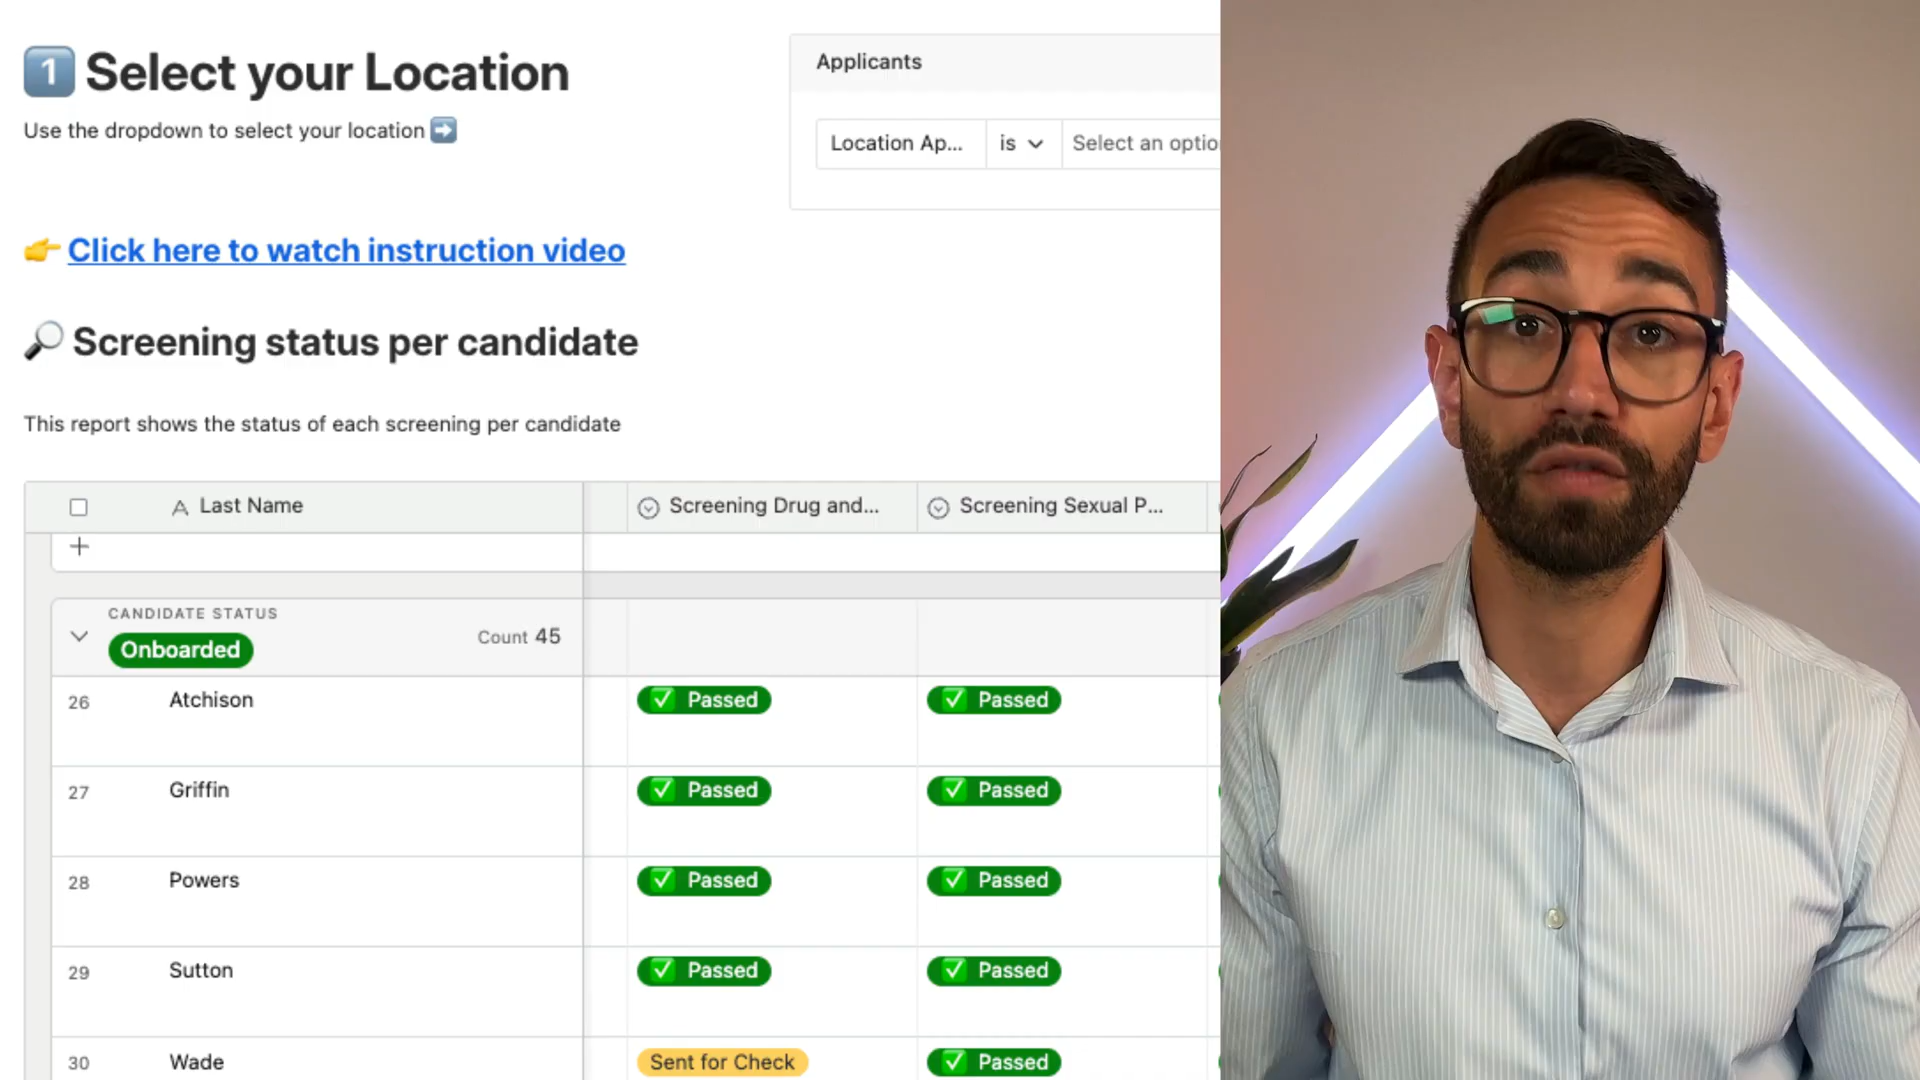 1 Select your Location
Use the dropdown to select your location
Applicants
Location Ap... is Select an optio
Click here to watch instruction video
Screening status per candidate
This report shows the status of each screening per candidate
Last Name Screening Drug and... Screening Sexual P...
CANDIDATE STATUS
Onboarded Count 45
26 Atchison Passed Passed
27 Griffin Passed Passed
28 Powers Passed Passed
29 Sutton Passed Passed
30 Wade Sent for Check Passed